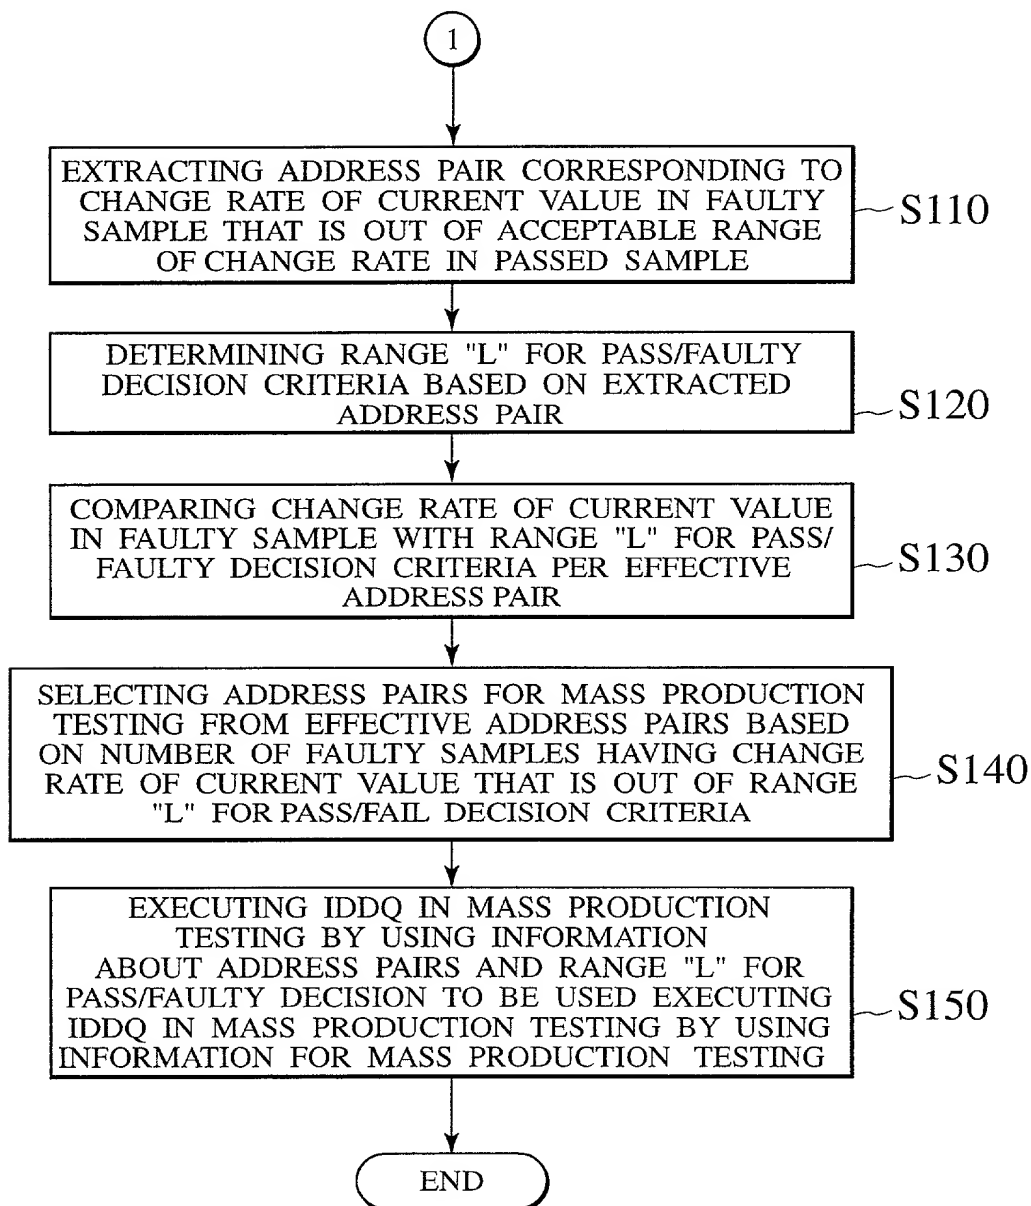 1
EXTRACTING ADDRESS PAIR CORRESPONDING TO
CHANGE RATE OF CURRENT VALUE IN FAULTY
SAMPLE THAT IS OUT OF ACCEPTABLE RANGE
OF CHANGE RATE IN PASSED SAMPLE
S110
DETERMINING RANGE "L" FOR PASS/FAULTY
DECISION CRITERIA BASED ON EXTRACTED
ADDRESS PAIR
S120
COMPARING CHANGE RATE OF CURRENT VALUE
IN FAULTY SAMPLE WITH RANGE "L" FOR PASS/
FAULTY DECISION CRITERIA PER EFFECTIVE
ADDRESS PAIR
S130
SELECTING ADDRESS PAIRS FOR MASS PRODUCTION
TESTING FROM EFFECTIVE ADDRESS PAIRS BASED
ON NUMBER OF FAULTY SAMPLES HAVING CHANGE
RATE OF CURRENT VALUE THAT IS OUT OF RANGE
"L" FOR PASS/FAIL DECISION CRITERIA
S140
EXECUTING IDDQ IN MASS PRODUCTION
TESTING BY USING INFORMATION
ABOUT ADDRESS PAIRS AND RANGE "L" FOR
PASS/FAULTY DECISION TO BE USED EXECUTING
IDDQ IN MASS PRODUCTION TESTING BY USING
INFORMATION FOR MASS PRODUCTION TESTING
S150
END